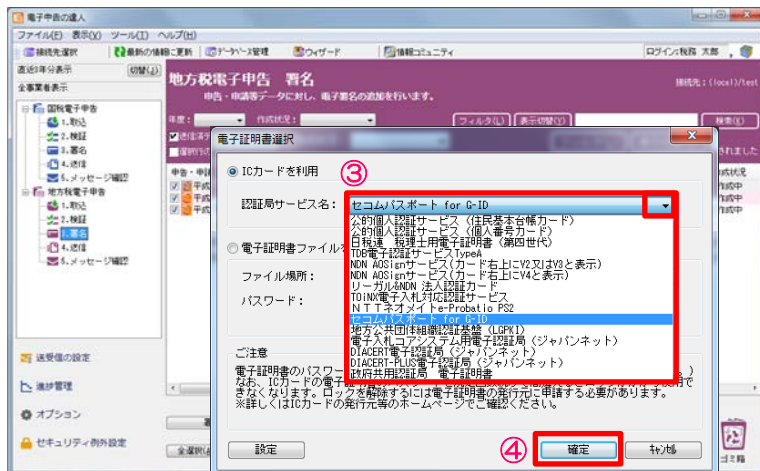 電子申告の達人
ファイル(F) 表示(V) ツール(T) ヘルプ(H)
接続先選択 最新の情報に更新 データベース管理 ウィザード 情報コミュニティ ログイン:税務 太郎
直近3年分表示 切替(J)
全事業者表示
国税電子申告
1.取込
2.検証
3.署名
4.送信
5.メッセージ確認
地方税電子申告
1.取込
2.検証
3.署名
4.送信
5.メッセージ確認
送受信の設定
進捗管理
オプション
セキュリティ例外設定
地方税電子申告 署名
接続先:(local)/test
申告・申請等データに対し、電子署名の追加を行います。
年度: 作成状況: フィルタ(L) 表示切替(Y) 検索(K)
電子証明書選択
③
ICカードを利用
認証局サービス名: セコムパスポート for G-ID
公的個人認証サービス (住民基本台帳カード)
公的個人認証サービス (個人番号カード)
日税連 税理士用電子証明書 (第四世代)
TDB電子認証サービスTypeA
NDN AOSignサービス(カード右上にV2又はV3と表示)
NDN AOSignサービス(カード右上にV4と表示)
リーガル&NDN 法人認証カード
TOiNX電子入札対応認証サービス
NTTネオメイトe-Probatio PS2
セコムパスポート for G-ID
地方公共団体組織認証基盤 (LGPKI)
電子入札コアシステム用電子認証局 (ジャパンネット)
DIACERT電子認証局 (ジャパンネット)
DIACERT-PLUS電子認証局 (ジャパンネット)
政府共用認証局 電子証明書
電子証明書ファイルを
ファイル場所:
パスワード:
ご注意
電子証明書のパスワー
なお、ICカードの電子
きなくなります。ロックを解除するには電子証明書の発行元に申請する必要があります。
※詳しくはICカードの発行元等のホームページでご確認ください。
設定 ④ 確定 キャンセル
ゴミ箱